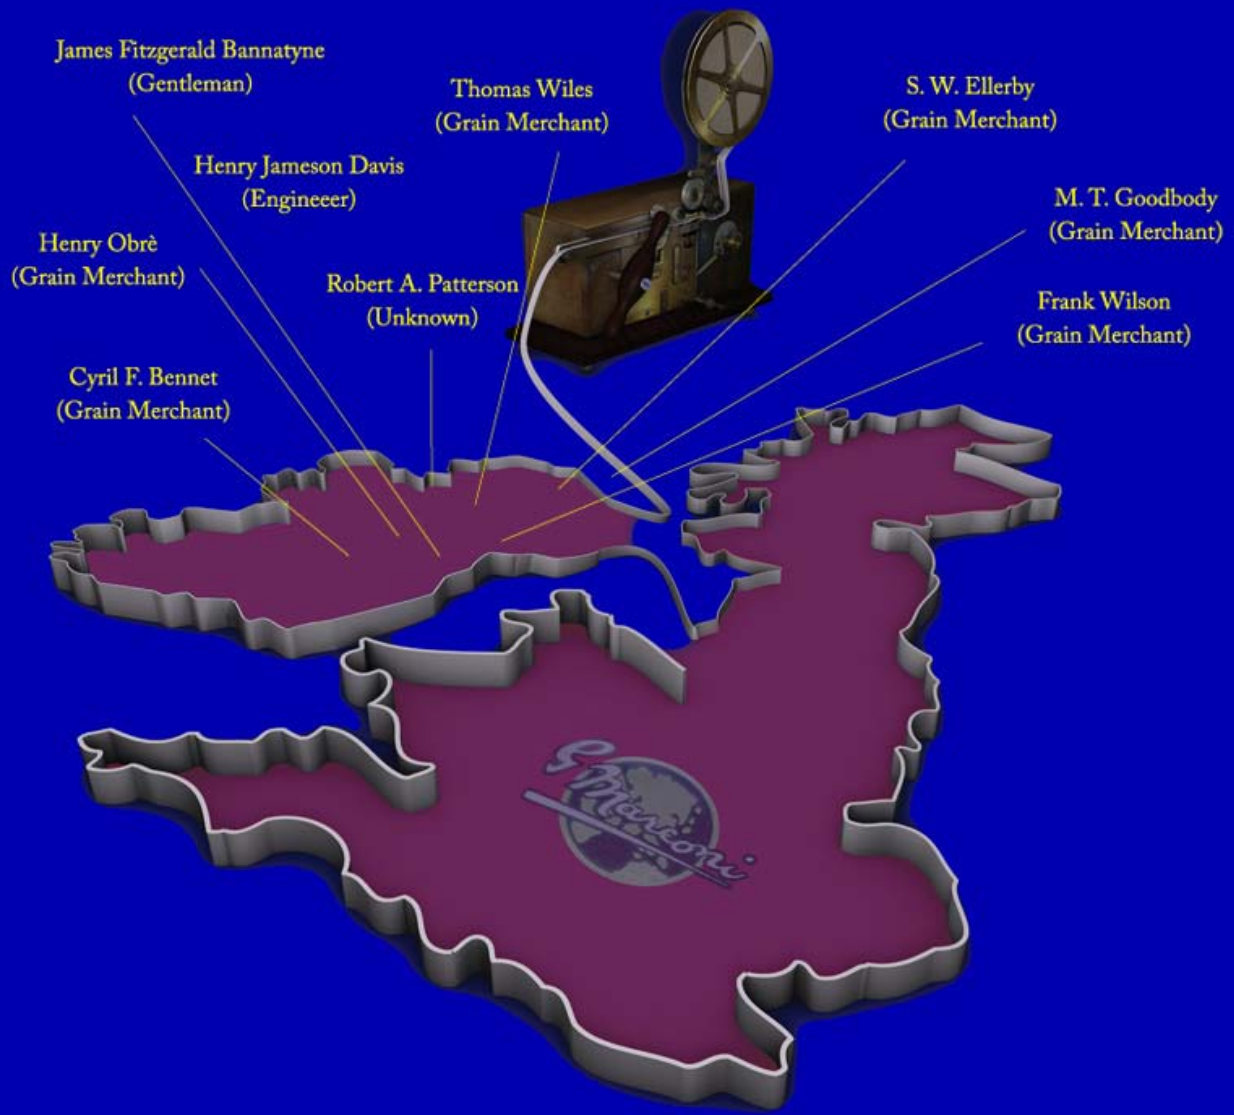 James Fitzgerald Bannatyne
(Gentleman)
Thomas Wiles
(Grain Merchant)
S. W. Ellerby
(Grain Merchant)
Henry Jameson Davis
(Engineeer)
M. T. Goodbody
(Grain Merchant)
Henry Obrè
(Grain Merchant)
Robert A. Patterson
(Unknown)
Frank Wilson
(Grain Merchant)
Cyril F. Bennet
(Grain Merchant)
G Marconi